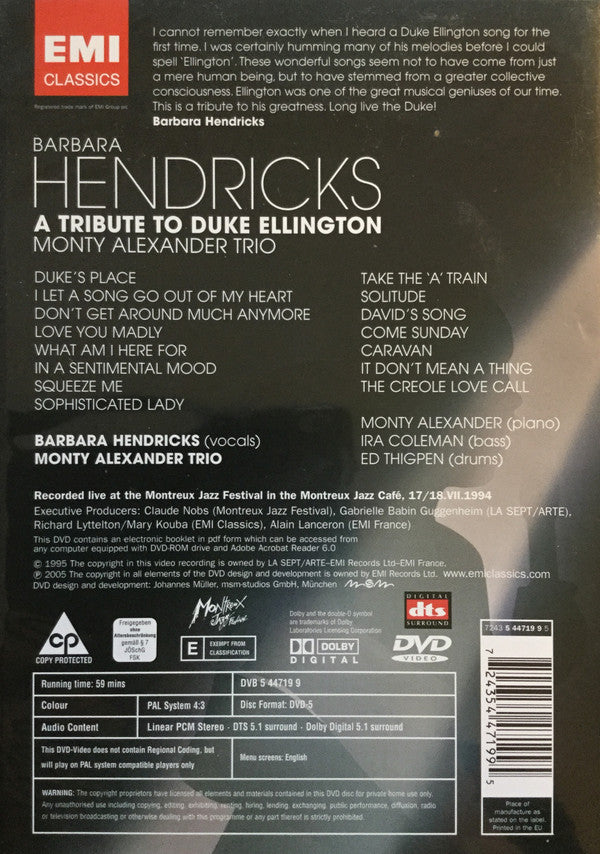 EMI
CLASSICS
Registered trade mark of EMI Group plc
I cannot remember exactly when I heard a Duke Ellington song for the
first time. I was certainly humming many of his melodies before I could
spell 'Ellington'. These wonderful songs seem not to have come from just
a mere human being, but to have stemmed from a greater collective
consciousness. Ellington was one of the great musical geniuses of our time.
This is a tribute to his greatness. Long live the Duke!
Barbara Hendricks
BARBARA
HENDRICKS
A TRIBUTE TO DUKE ELLINGTON
MONTY ALEXANDER TRIO
DUKE'S PLACE
I LET A SONG GO OUT OF MY HEART
DON'T GET AROUND MUCH ANYMORE
LOVE YOU MADLY
WHAT AM I HERE FOR
IN A SENTIMENTAL MOOD
SQUEEZE ME
SOPHISTICATED LADY
TAKE THE 'A' TRAIN
SOLITUDE
DAVID'S SONG
COME SUNDAY
CARAVAN
IT DON'T MEAN A THING
THE CREOLE LOVE CALL
BARBARA HENDRICKS (vocals)
MONTY ALEXANDER TRIO
MONTY ALEXANDER (piano)
IRA COLEMAN (bass)
ED THIGPEN (drums)
Recorded live at the Montreux Jazz Festival in the Montreux Jazz Café, 17/18.VII.1994
Executive Producers: Claude Nobs (Montreux Jazz Festival), Gabrielle Babin Guggenheim (LA SEPT/ARTE),
Richard Lyttelton/Mary Kouba (EMI Classics), Alain Lanceron (EMI France)
This DVD contains an electronic booklet in pdf form which can be accessed from
any computer equipped with DVD-ROM drive and Adobe Acrobat Reader 6.0
© 1995 The copyright in this video recording is owned by LA SEPT/ARTE–EMI Records Ltd–EMI France.
℗ 2005 The copyright in all elements of the DVD design and development is owned by EMI Records Ltd. www.emiclassics.com
DVD design and development: Johannes Müller, msm-studios GmbH, München msm
CP
COPY PROTECTED
Freigegeben
ohne
Altersbeschränkung
gemäß § 7
JÖSchG
FSK
Montreux
Jazz Festival
E EXEMPT FROM
CLASSIFICATION
Dolby and the double-D symbol
are trademarks of Dolby
Laboratories Licensing Corporation
DOLBY
DIGITAL
DIGITAL
dts
SURROUND
DVD
VIDEO
7243 5 44719 9 5
7 24354 47199 5
Running time: 59 mins
DVB 5 44719 9
Colour
PAL System 4:3
Disc Format: DVD-5
Audio Content
Linear PCM Stereo - DTS 5.1 surround - Dolby Digital 5.1 surround
This DVD-Video does not contain Regional Coding, but
will play on PAL system compatible players only
Menu screens: English
WARNING: The copyright proprietors have licensed all elements and materials contained in this DVD disc for private home use only.
Any unauthorised use including copying, editing, exhibiting, renting, hiring, lending, exchanging, public performance, diffusion, radio
or television broadcasting or otherwise dealing with this programme or any part thereof is strictly prohibited.
Place of
manufacture as
stated on the label.
Printed in the EU